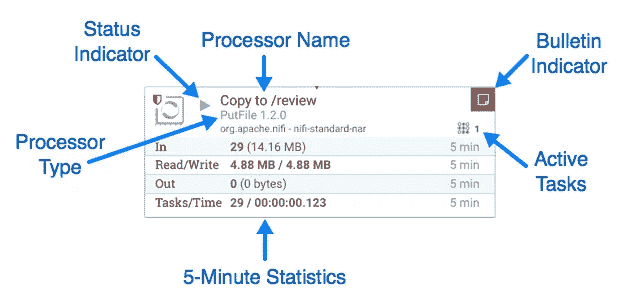 Status
Indicator
Processor Name
Bulletin
Indicator
Copy to /review
PutFile 1.2.0
org.apache.nifi - nifi-standard-nar
1
Processor
Type
Active
Tasks
In 29 (14.16 MB) 5 min
Read/Write 4.88 MB / 4.88 MB 5 min
Out 0 (0 bytes) 5 min
Tasks/Time 29 / 00:00:00.123 5 min
5-Minute Statistics